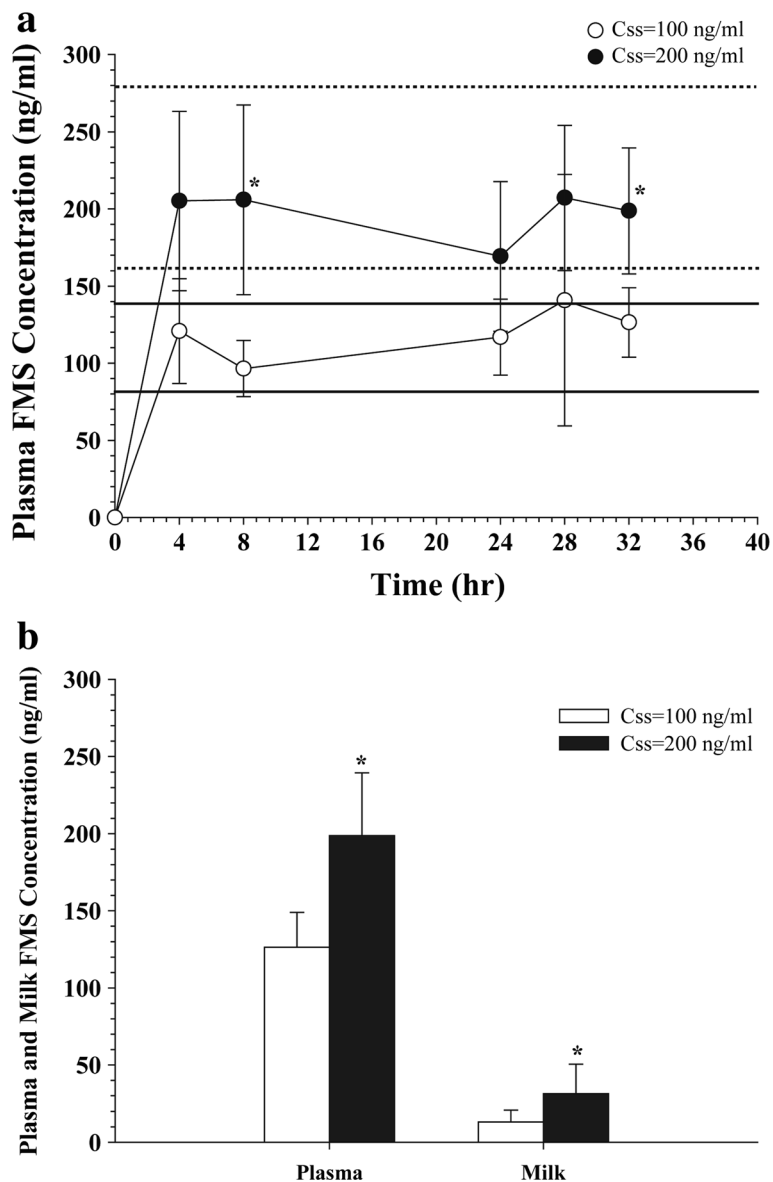 a
Css=100 ng/ml
Css=200 ng/ml
Plasma FMS Concentration (ng/ml)
300
250
200
150
100
50
0
*
*
0 4 8 12 16 20 24 28 32 36 40
Time (hr)
b
Plasma and Milk FMS Concentration (ng/ml)
300
250
200
150
100
50
0
Css=100 ng/ml
Css=200 ng/ml
*
*
Plasma Milk